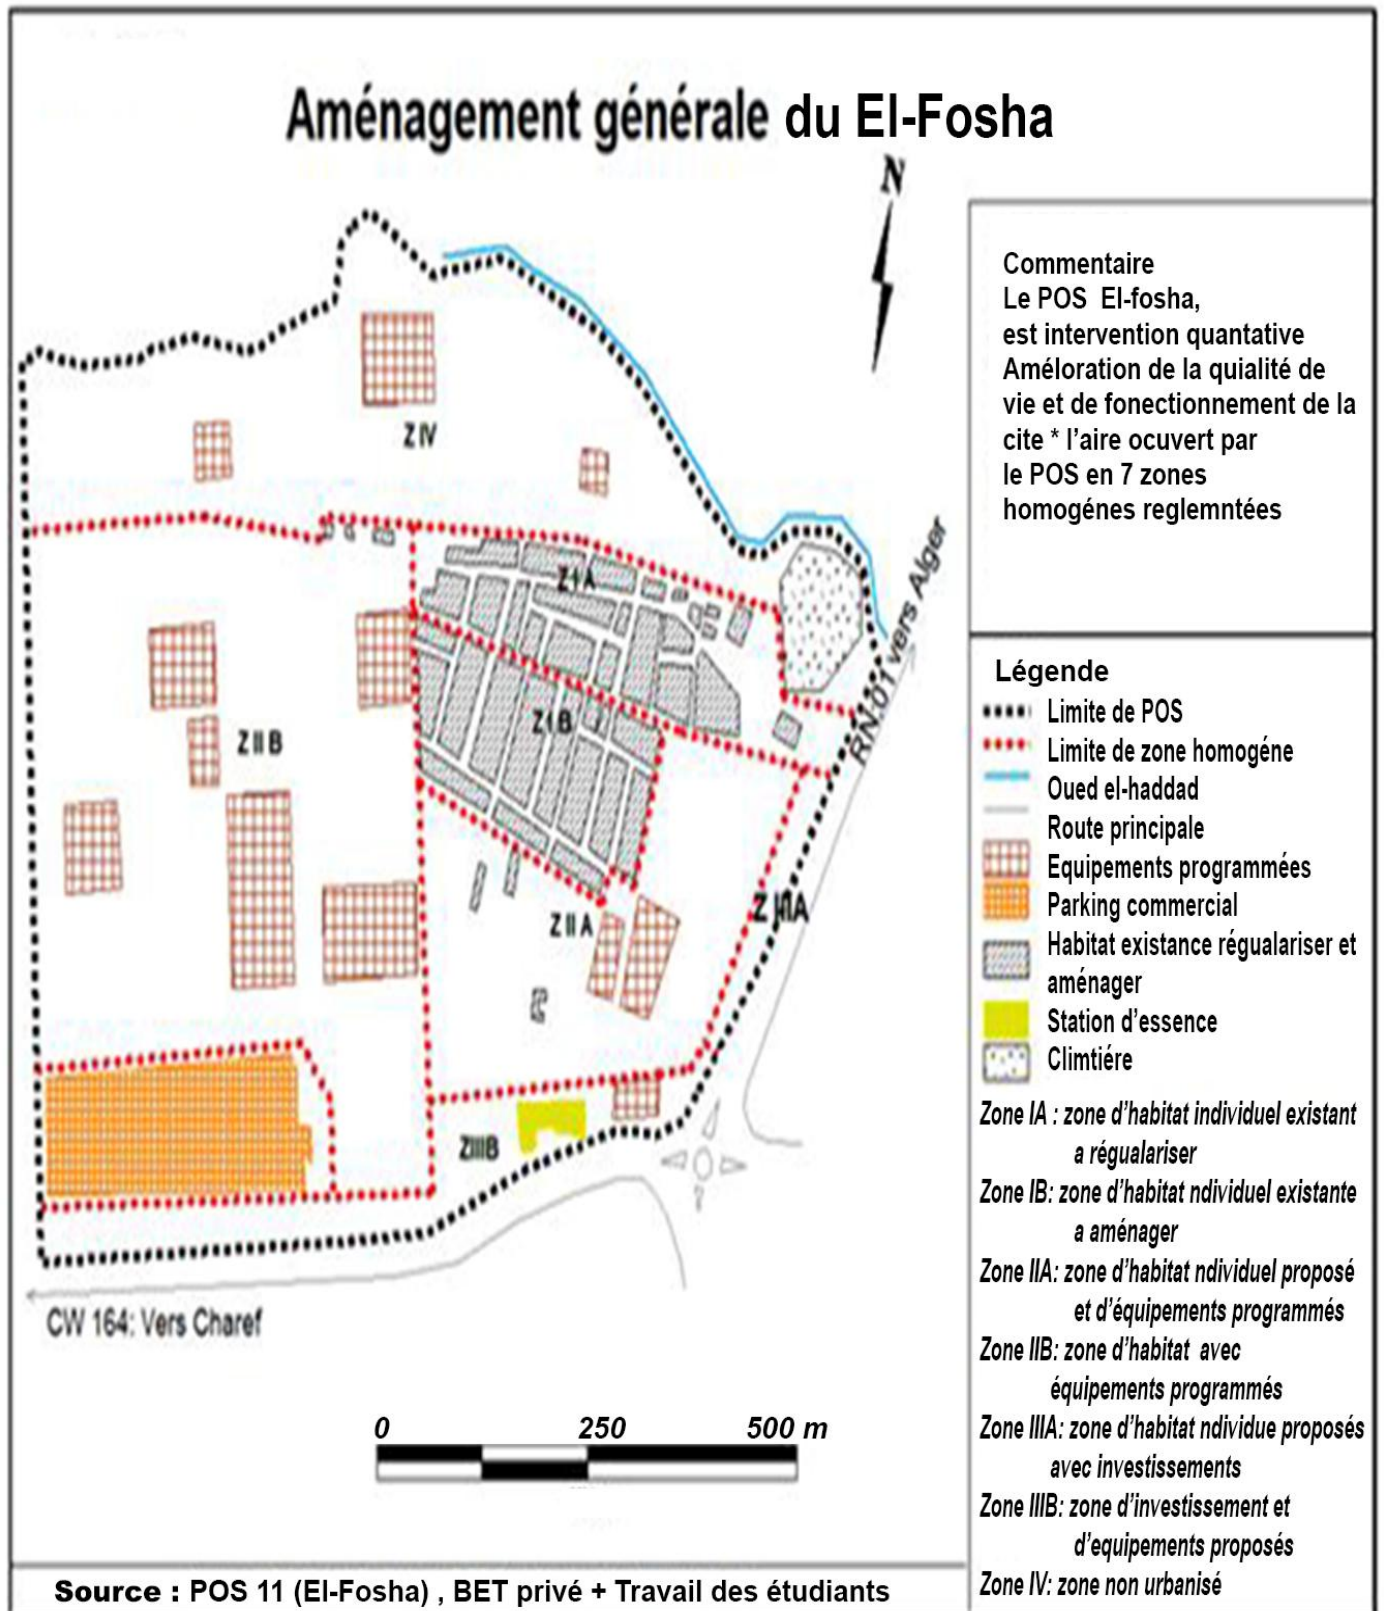 Aménagement générale du El-Fosha
N
Commentaire
Le POS El-fosha,
est intervention quantative
Améloration de la quialité de
vie et de fonectionnement de la
cite * l'aire ocuvert par
le POS en 7 zones
homogénes reglemntées
Z IV
Z I A
Z I B
Z II B
Z II A
Z IIIA
ZIIIB
RN.01 vers Alger
CW 164: Vers Charef
Légende
Limite de POS
Limite de zone homogéne
Oued el-haddad
Route principale
Equipements programmées
Parking commercial
Habitat existance régualariser et
aménager
Station d'essence
Climtiére
Zone IA : zone d'habitat individuel existant
a régualariser
Zone IB: zone d'habitat ndividuel existante
a aménager
Zone IIA: zone d'habitat ndividuel proposé
et d'équipements programmés
Zone IIB: zone d'habitat avec
équipements programmés
Zone IIIA: zone d'habitat ndividue proposés
avec investissements
Zone IIIB: zone d'investissement et
d'equipements proposés
Zone IV: zone non urbanisé
0 250 500 m
Source : POS 11 (El-Fosha) , BET privé + Travail des étudiants